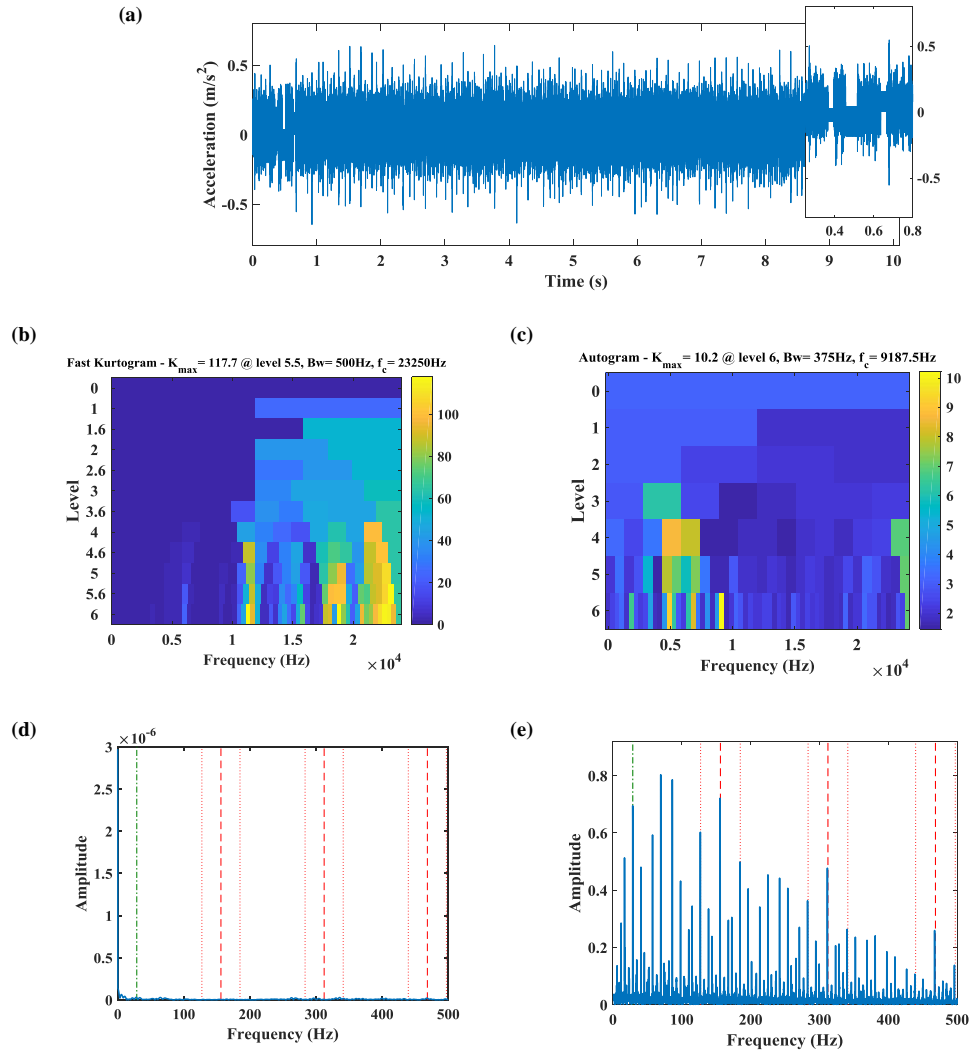 (a)
Acceleration (m/s²)
0.5
0
-0.5
0 1 2 3 4 5 6 7 8 9 10
Time (s)
0.5
0
-0.5
0.4 0.6 0.8
(b)
Fast Kurtogram - K_max= 117.7 @ level 5.5, Bw= 500Hz, f_c= 23250Hz
Level
0
1
1.6
2
2.6
3
3.6
4
4.6
5
5.6
6
0 0.5 1 1.5 2
×10⁴
Frequency (Hz)
100
80
60
40
20
0
(c)
Autogram - K_max= 10.2 @ level 6, Bw= 375Hz, f_c= 9187.5Hz
Level
0
1
2
3
4
5
6
0 0.5 1 1.5 2
×10⁴
Frequency (Hz)
10
9
8
7
6
5
4
3
2
(d)
×10⁻⁶
Amplitude
3
2.5
2
1.5
1
0.5
0
0 100 200 300 400 500
Frequency (Hz)
(e)
Amplitude
0.8
0.6
0.4
0.2
0
0 100 200 300 400 500
Frequency (Hz)